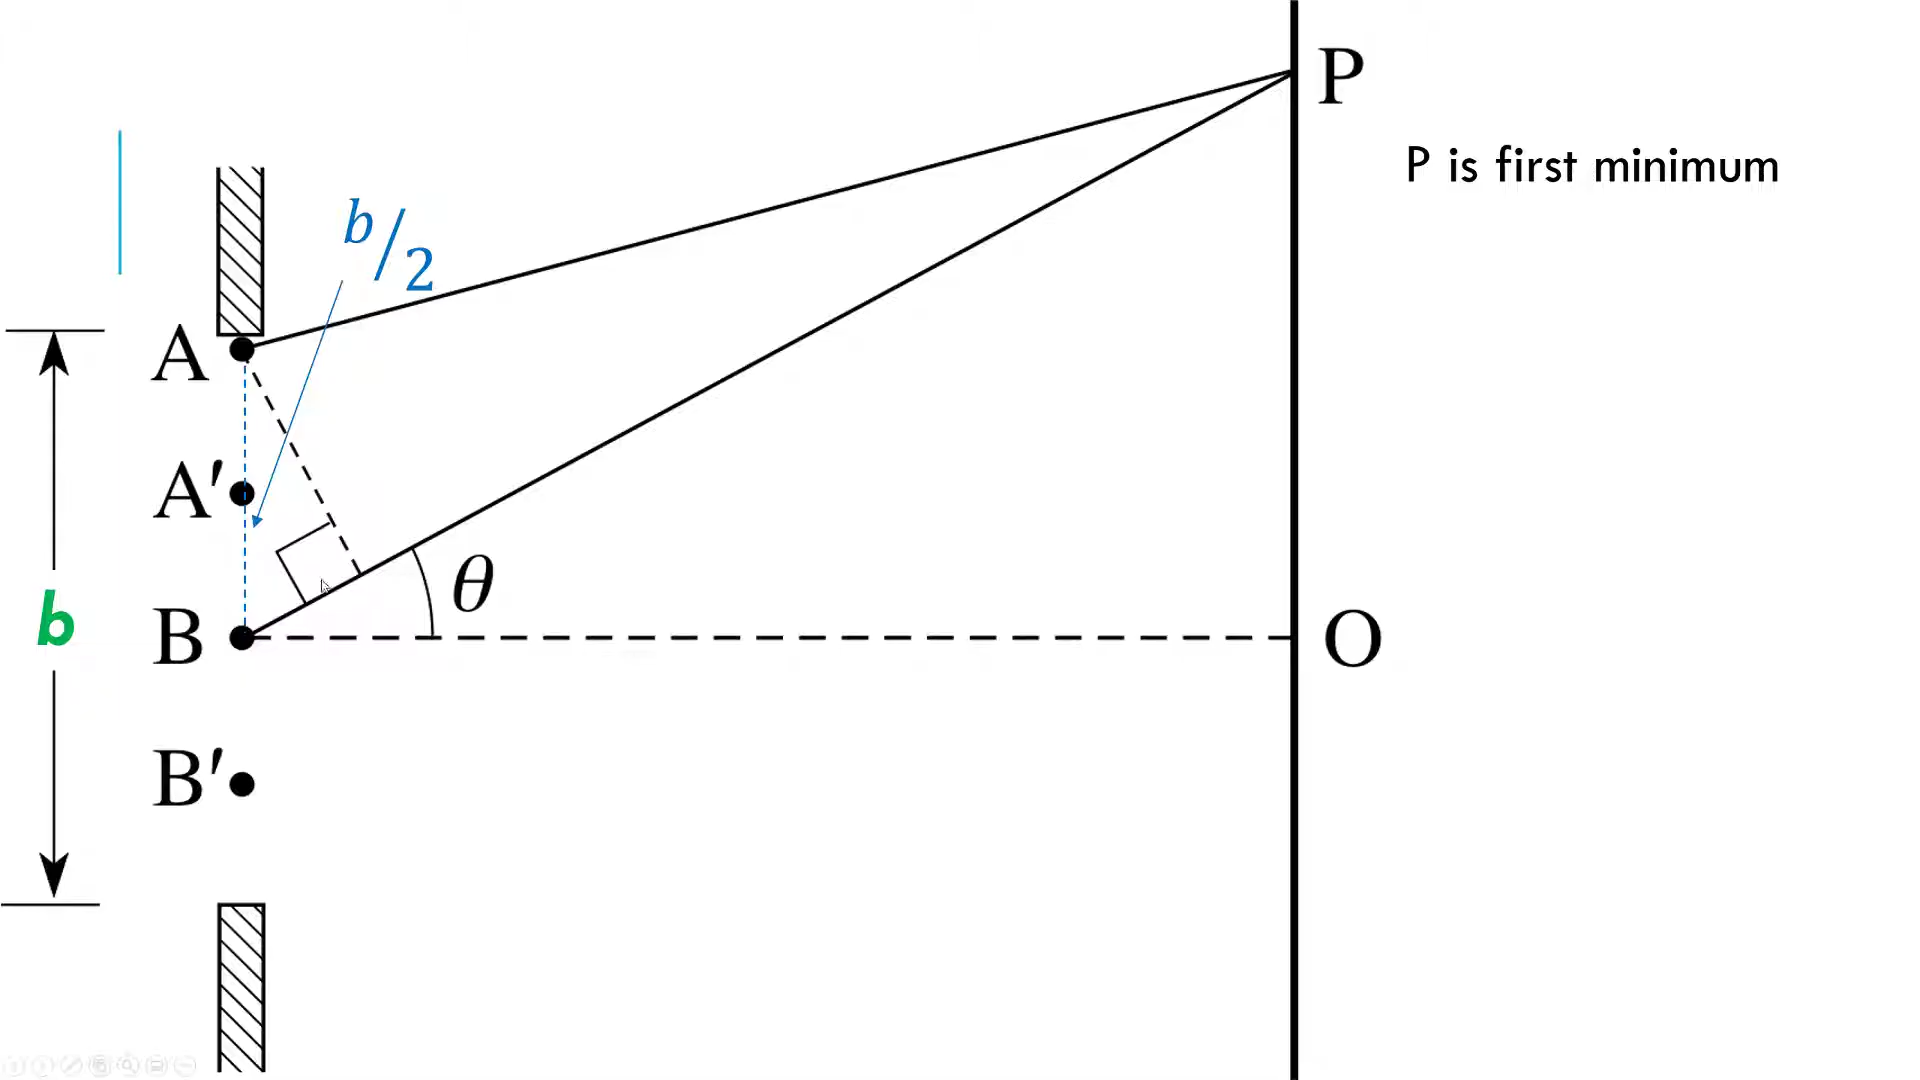 P
P is first minimum
b/2
A
A′
θ
b
B
O
B′